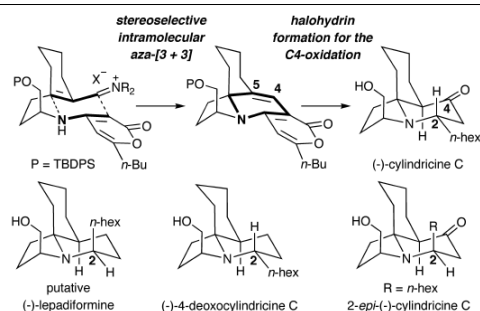 stereoselective
intramolecular
aza-[3 + 3]
halohydrin
formation for the
C4-oxidation
PO
X⁻
+
NR₂
NH
O
O
P = TBDPS
n-Bu
PO
5
4
N
O
O
n-Bu
HO
O
4
H
N
2
H
n-hex
(-)-cylindricine C
HO
n-hex
H
N
2
H
H
putative
(-)-lepadiformine
HO
H
N
2
H
n-hex
(-)-4-deoxocylindricine C
HO
R
O
N
2
H
H
R = n-hex
2-epi-(-)-cylindricine C